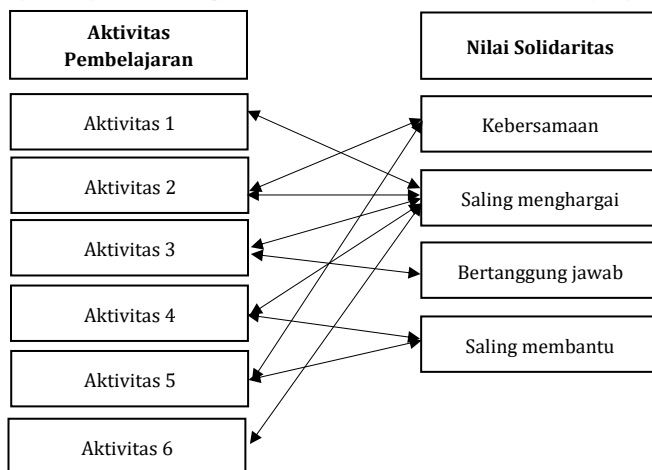 Aktivitas
Pembelajaran
Nilai Solidaritas
Aktivitas 1
Kebersamaan
Aktivitas 2
Saling menghargai
Aktivitas 3
Bertanggung jawab
Aktivitas 4
Saling membantu
Aktivitas 5
Aktivitas 6